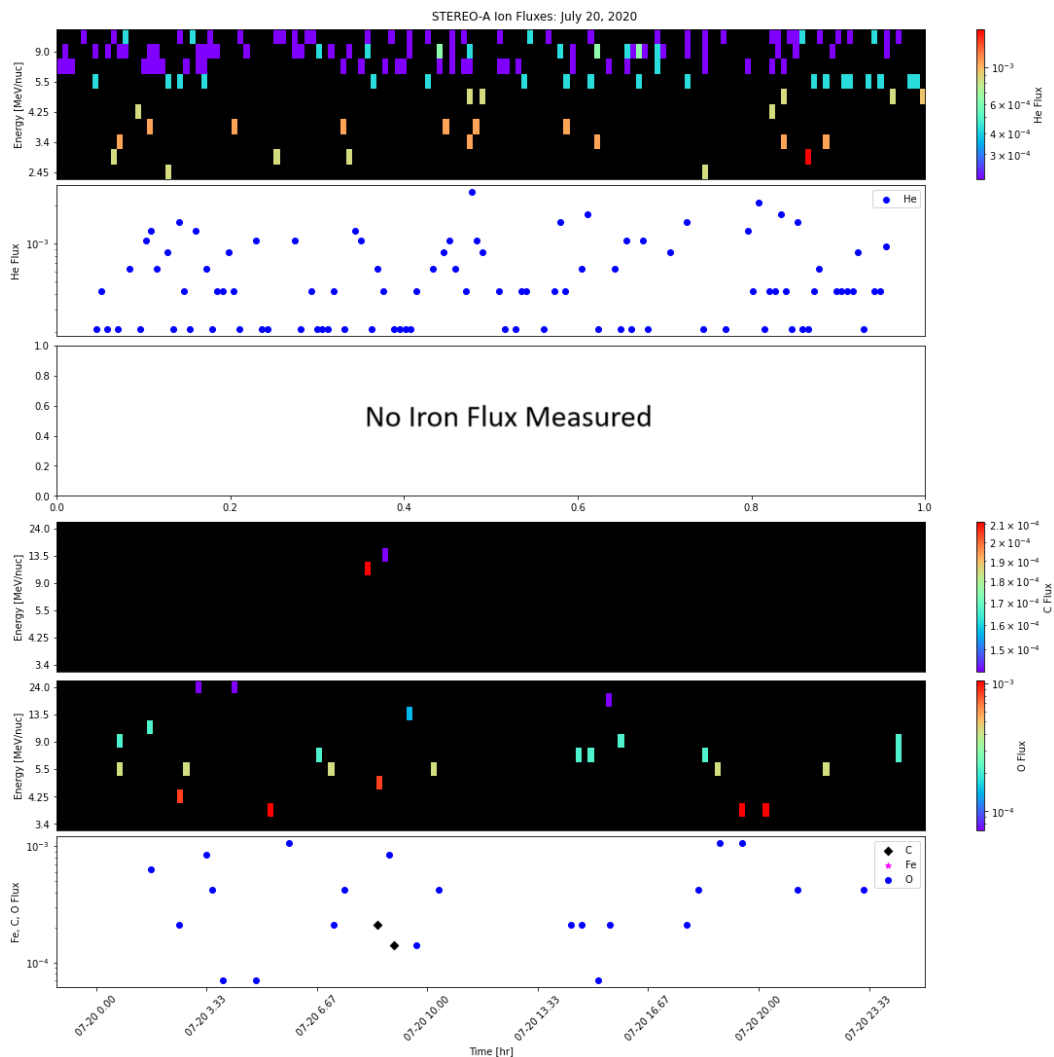 STEREO-A Ion Fluxes: July 20, 2020
Energy [MeV/nuc]
9.0
5.5
4.25
3.4
2.45
10⁻³
6 × 10⁻⁴
4 × 10⁻⁴
3 × 10⁻⁴
He Flux
He Flux
10⁻³
He
1.0
0.8
0.6
0.4
0.2
0.0
No Iron Flux Measured
0.0
0.2
0.4
0.6
0.8
1.0
Energy [MeV/nuc]
24.0
13.5
9.0
5.5
4.25
3.4
2.1 × 10⁻⁴
2 × 10⁻⁴
1.9 × 10⁻⁴
1.8 × 10⁻⁴
1.7 × 10⁻⁴
1.6 × 10⁻⁴
1.5 × 10⁻⁴
C Flux
Energy [MeV/nuc]
24.0
13.5
9.0
5.5
4.25
3.4
10⁻³
10⁻⁴
O Flux
Fe, C, O Flux
10⁻³
10⁻⁴
C
Fe
O
07-20 0.00
07-20 3.33
07-20 6.67
07-20 10.00
07-20 13.33
07-20 16.67
07-20 20.00
07-20 23.33
Time [hr]